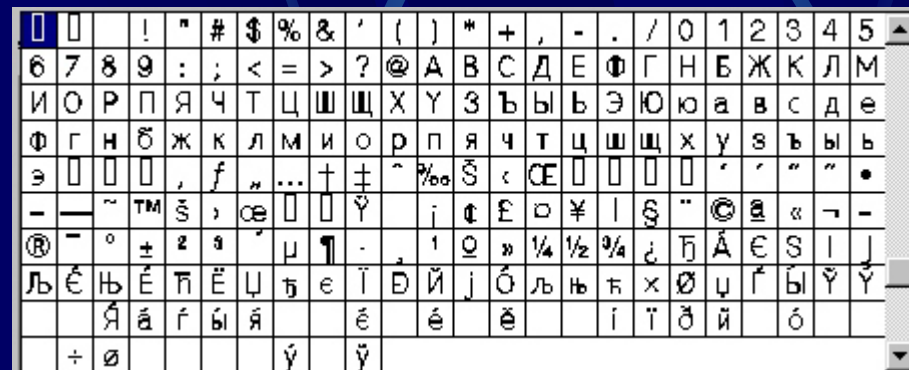 ! " # $ % & ' ( ) * + , - . / 0 1 2 3 4 5
6 7 8 9 : ; < = > ? @ А В С Д Е Ф Г Н Б Ж К Л М
И О Р П Я Ч Т Ц Ш Щ Х Y З Ъ Ы Ь Э Ю ю а в с д е
ф г н б ж к л м и о р п я ч т ц ш щ х у з ъ ы ь
э ‚ ƒ „ … † ‡ ˆ ‰ Š ‹ Œ ‘ ’ “ ” •
– — ˜ ™ š › œ Ÿ ¡ ¢ £ ¤ ¥ | § ¨ © ª « ¬ -
® ¯ ° ± ² ³ ´ µ ¶ · ¸ ¹ º » ¼ ½ ¾ ¿ Ђ Á Є Ѕ І Ј
Љ Є́ Њ É Ћ Ё Џ ђ є Ї Đ Й ј Ó љ њ ћ × Ø џ Ѓ Ы́ Ў Ў
Я́ á ѓ ы́ я́ є́ é ё í ï ð й ó
÷ ø ý ÿ